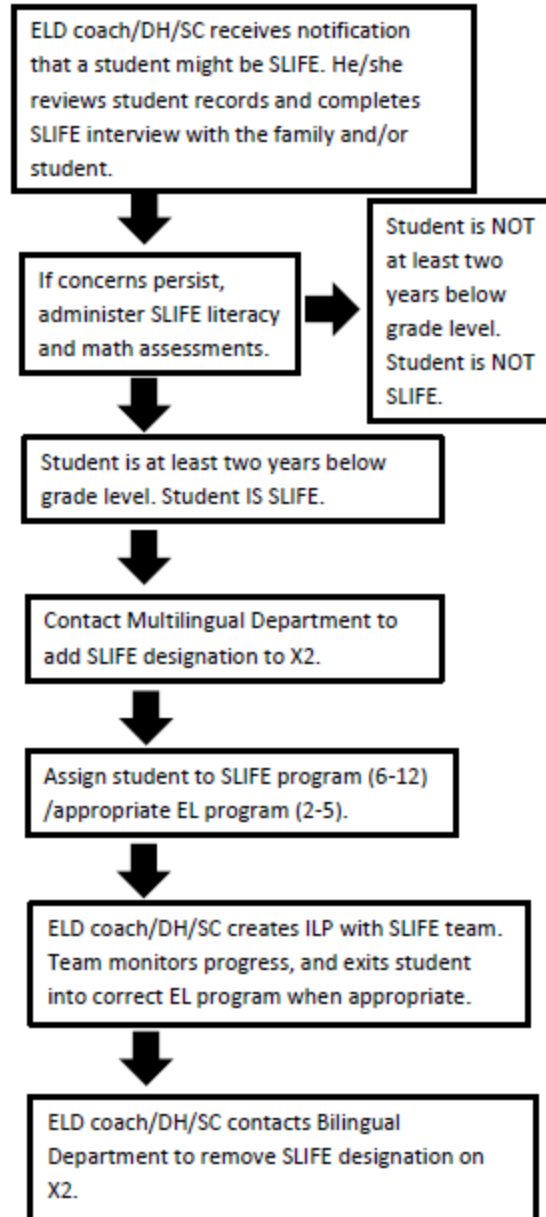 ELD coach/DH/SC receives notification
that a student might be SLIFE. He/she
reviews student records and completes
SLIFE interview with the family and/or
student.
If concerns persist,
administer SLIFE literacy
and math assessments.
Student is NOT
at least two
years below
grade level.
Student is NOT
SLIFE.
Student is at least two years below
grade level. Student IS SLIFE.
Contact Multilingual Department to
add SLIFE designation to X2.
Assign student to SLIFE program (6-12)
/appropriate EL program (2-5).
ELD coach/DH/SC creates ILP with SLIFE team.
Team monitors progress, and exits student
into correct EL program when appropriate.
ELD coach/DH/SC contacts Bilingual
Department to remove SLIFE designation on
X2.